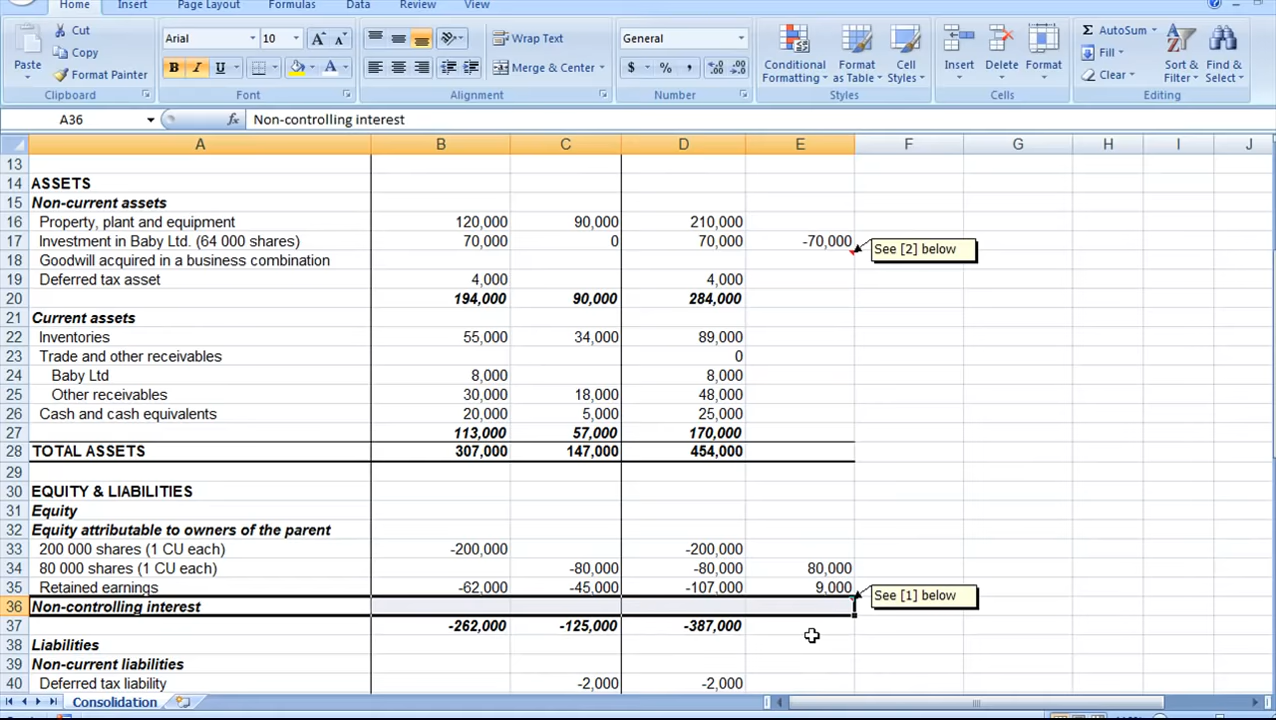 Home Insert Page Layout Formulas Data Review View
Cut
Copy
Paste Format Painter
Clipboard
Arial 10
B I U
Font
Wrap Text
Merge & Center
Alignment
General
$ % ,
Number
Conditional Formatting
Format as Table
Cell Styles
Styles
Insert Delete Format
Cells
AutoSum
Fill
Clear
Sort & Filter
Find & Select
Editing
A36 fx Non-controlling interest
A B C D E F G H I J
13
14 ASSETS
15 Non-current assets
16 Property, plant and equipment 120,000 90,000 210,000
17 Investment in Baby Ltd. (64 000 shares) 70,000 0 70,000 -70,000
See [2] below
18 Goodwill acquired in a business combination
19 Deferred tax asset 4,000 4,000
20 194,000 90,000 284,000
21 Current assets
22 Inventories 55,000 34,000 89,000
23 Trade and other receivables 0
24 Baby Ltd 8,000 8,000
25 Other receivables 30,000 18,000 48,000
26 Cash and cash equivalents 20,000 5,000 25,000
27 113,000 57,000 170,000
28 TOTAL ASSETS 307,000 147,000 454,000
29
30 EQUITY & LIABILITIES
31 Equity
32 Equity attributable to owners of the parent
33 200 000 shares (1 CU each) -200,000 -200,000
34 80 000 shares (1 CU each) -80,000 -80,000 80,000
35 Retained earnings -62,000 -45,000 -107,000 9,000
See [1] below
36 Non-controlling interest
37 -262,000 -125,000 -387,000
38 Liabilities
39 Non-current liabilities
40 Deferred tax liability -2,000 -2,000
Consolidation